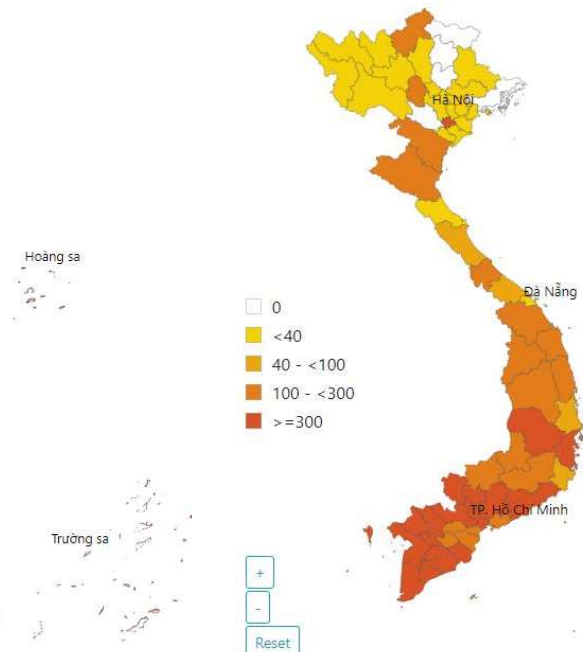 Hà Nội
Hoàng sa
Đà Nẵng
0
<40
40 - <100
100 - <300
>=300
TP. Hồ Chí Minh
Trường sa
+
-
Reset